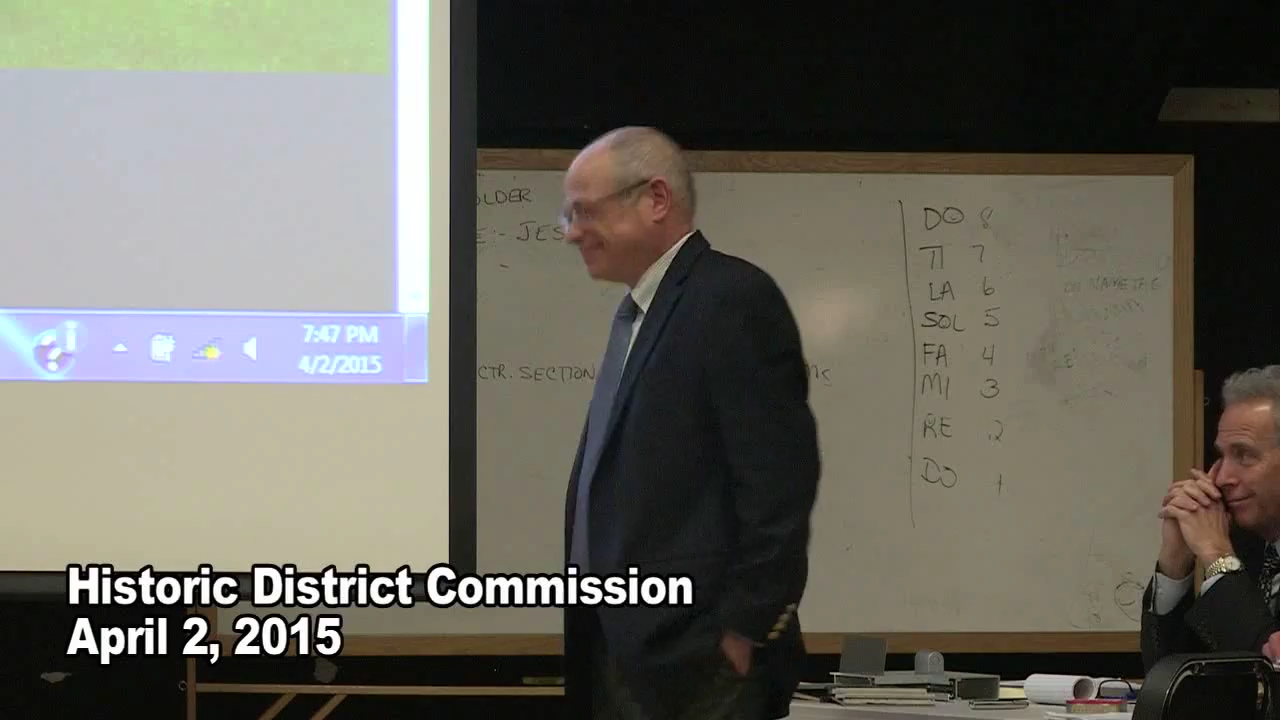 7:47 PM
4/2/2015
OLDER
E - JES
CTR. SECTION
DO 8
TI 7
LA 6
SOL 5
FA 4
MI 3
RE 2
DO 1
Historic District Commission
April 2, 2015